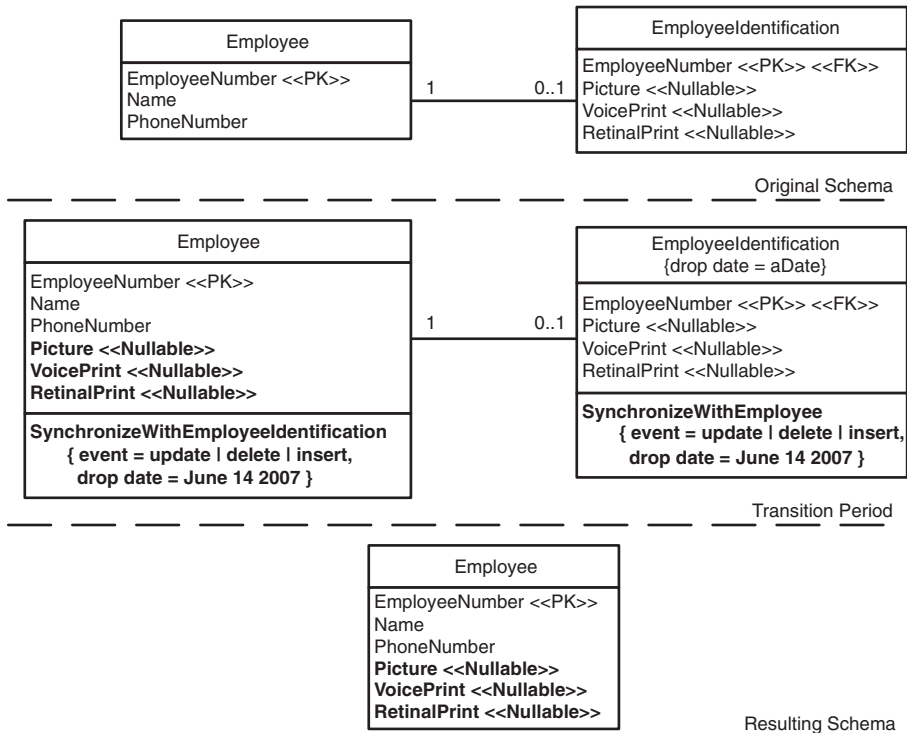 Employee
EmployeeNumber <<PK>>
Name
PhoneNumber
1
0..1
EmployeeIdentification
EmployeeNumber <<PK>> <<FK>>
Picture <<Nullable>>
VoicePrint <<Nullable>>
RetinalPrint <<Nullable>>
Original Schema
Employee
EmployeeNumber <<PK>>
Name
PhoneNumber
Picture <<Nullable>>
VoicePrint <<Nullable>>
RetinalPrint <<Nullable>>
SynchronizeWithEmployeeIdentification
{ event = update | delete | insert,
drop date = June 14 2007 }
1
0..1
EmployeeIdentification
{drop date = aDate}
EmployeeNumber <<PK>> <<FK>>
Picture <<Nullable>>
VoicePrint <<Nullable>>
RetinalPrint <<Nullable>>
SynchronizeWithEmployee
{ event = update | delete | insert,
drop date = June 14 2007 }
Transition Period
Employee
EmployeeNumber <<PK>>
Name
PhoneNumber
Picture <<Nullable>>
VoicePrint <<Nullable>>
RetinalPrint <<Nullable>>
Resulting Schema